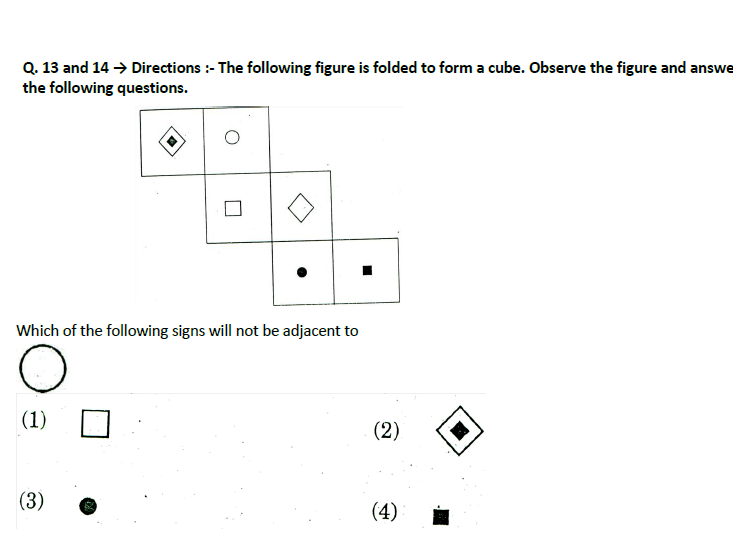 Q. 13 and 14 → Directions :- The following figure is folded to form a cube. Observe the figure and answe
the following questions.
Which of the following signs will not be adjacent to
(1)
(2)
(3)
(4)